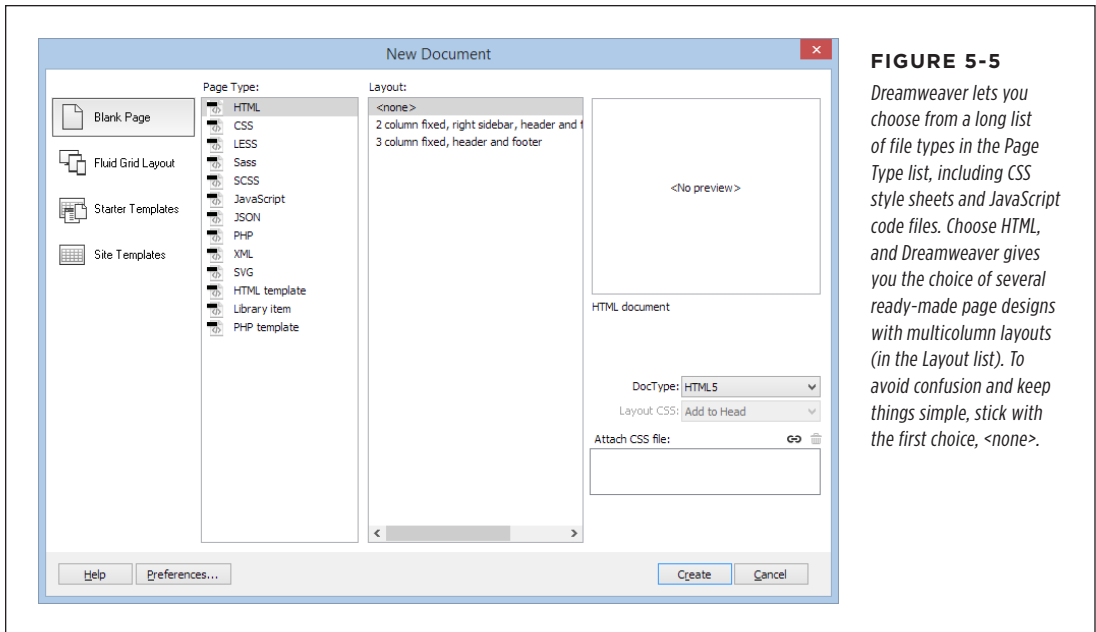 New Document
Page Type:
Layout:
Blank Page
Fluid Grid Layout
Starter Templates
Site Templates
HTML
CSS
LESS
Sass
SCSS
JavaScript
JSON
PHP
XML
SVG
HTML template
Library item
PHP template
<none>
2 column fixed, right sidebar, header and f
3 column fixed, header and footer
<No preview>
HTML document
DocType: HTML5
Layout CSS: Add to Head
Attach CSS file:
Help
Preferences...
Create
Cancel
FIGURE 5-5
Dreamweaver lets you
choose from a long list
of file types in the Page
Type list, including CSS
style sheets and JavaScript
code files. Choose HTML,
and Dreamweaver gives
you the choice of several
ready-made page designs
with multicolumn layouts
(in the Layout list). To
avoid confusion and keep
things simple, stick with
the first choice, <none>.